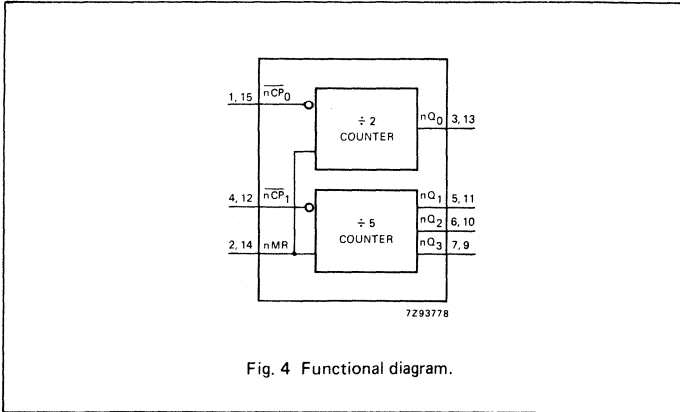 1, 15 nCP0
÷ 2
COUNTER
nQ0 3, 13
4, 12 nCP1
÷ 5
COUNTER
nQ1 5, 11
nQ2 6, 10
2, 14 nMR
nQ3 7, 9
7Z93778
Fig. 4 Functional diagram.